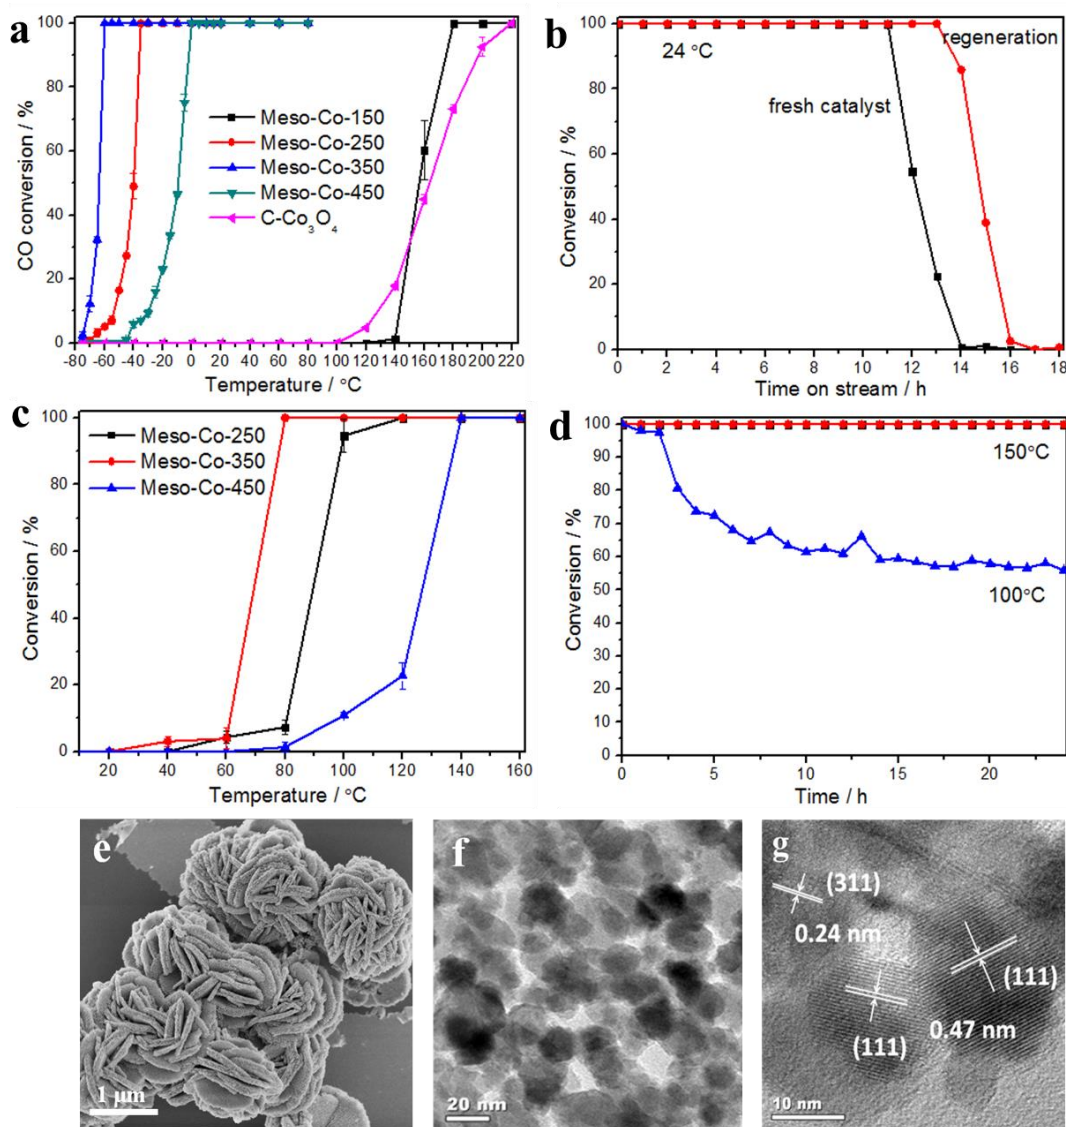 a
CO conversion / %
100
80
60
40
20
0
Meso-Co-150
Meso-Co-250
Meso-Co-350
Meso-Co-450
C-Co₃O₄
-80 -60 -40 -20 0 20 40 60 80 100 120 140 160 180 200 220
Temperature / °C
b
Conversion / %
100
80
60
40
20
0
24 °C
regeneration
fresh catalyst
0 2 4 6 8 10 12 14 16 18
Time on stream / h
c
Conversion / %
100
80
60
40
20
0
Meso-Co-250
Meso-Co-350
Meso-Co-450
20 40 60 80 100 120 140 160
Temperature / °C
d
Conversion / %
100
90
80
70
60
50
40
30
20
10
0
150°C
100°C
0 5 10 15 20
Time / h
e
1 μm
f
20 nm
g
(311)
0.24 nm
(111)
(111)
0.47 nm
10 nm